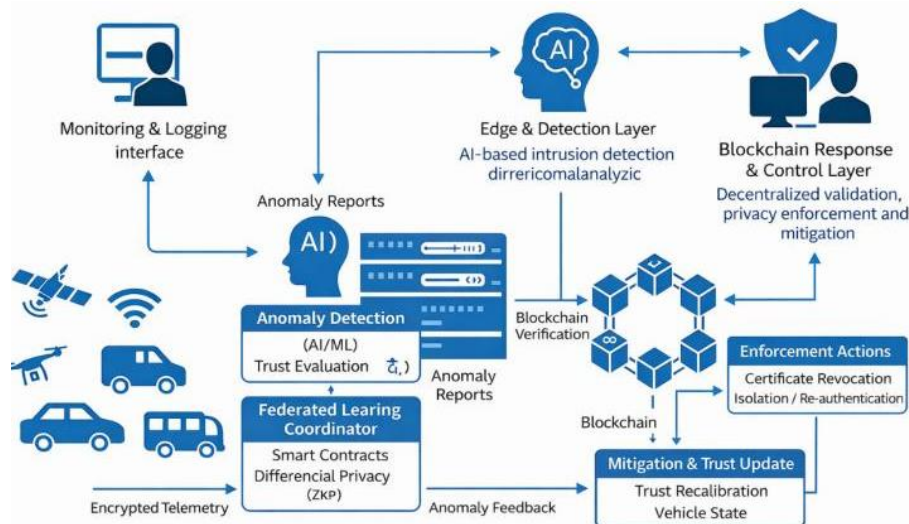 Monitoring & Logging
interface
AI
Edge & Detection Layer
AI-based intrusion detection
dirrericomalanalyzic
Blockchain Response
& Control Layer
Decentralized validation,
privacy enforcement and
mitigation
Anomaly Reports
AI)
Anomaly Detection
(AI/ML)
Trust Evaluation
Anomaly
Reports
Blockchain
Verification
Federated Learing
Coordinator
Smart Contracts
Differencial Privacy
(ZKP)
Encrypted Telemetry
Anomaly Feedback
Blockchain
Enforcement Actions
Certificate Revocation
Isolation / Re-authentication
Mitigation & Trust Update
Trust Recalibration
Vehicle State